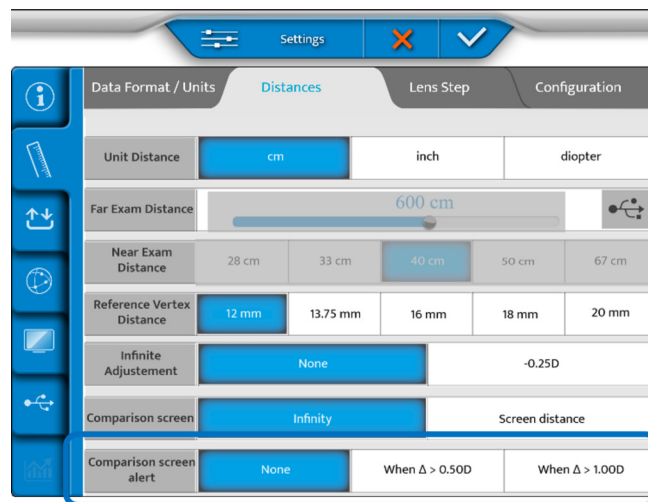 Settings
Data Format / Units Distances Lens Step Configuration
Unit Distance cm inch diopter
Far Exam Distance 600 cm
Near Exam
Distance
28 cm 33 cm 40 cm 50 cm 67 cm
Reference Vertex
Distance
12 mm 13.75 mm 16 mm 18 mm 20 mm
Infinite
Adjustement
None -0.25D
Comparison screen Infinity Screen distance
Comparison screen
alert
None When Δ > 0.50D When Δ > 1.00D